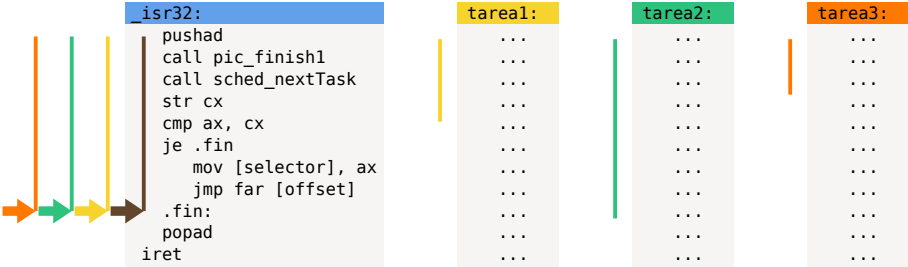 _isr32:
pushad
call pic_finish1
call sched_nextTask
str cx
cmp ax, cx
je .fin
mov [selector], ax
jmp far [offset]
.fin:
popad
iret
tarea1:
...
...
...
...
...
...
...
...
...
...
...
tarea2:
...
...
...
...
...
...
...
...
...
...
...
tarea3:
...
...
...
...
...
...
...
...
...
...
...